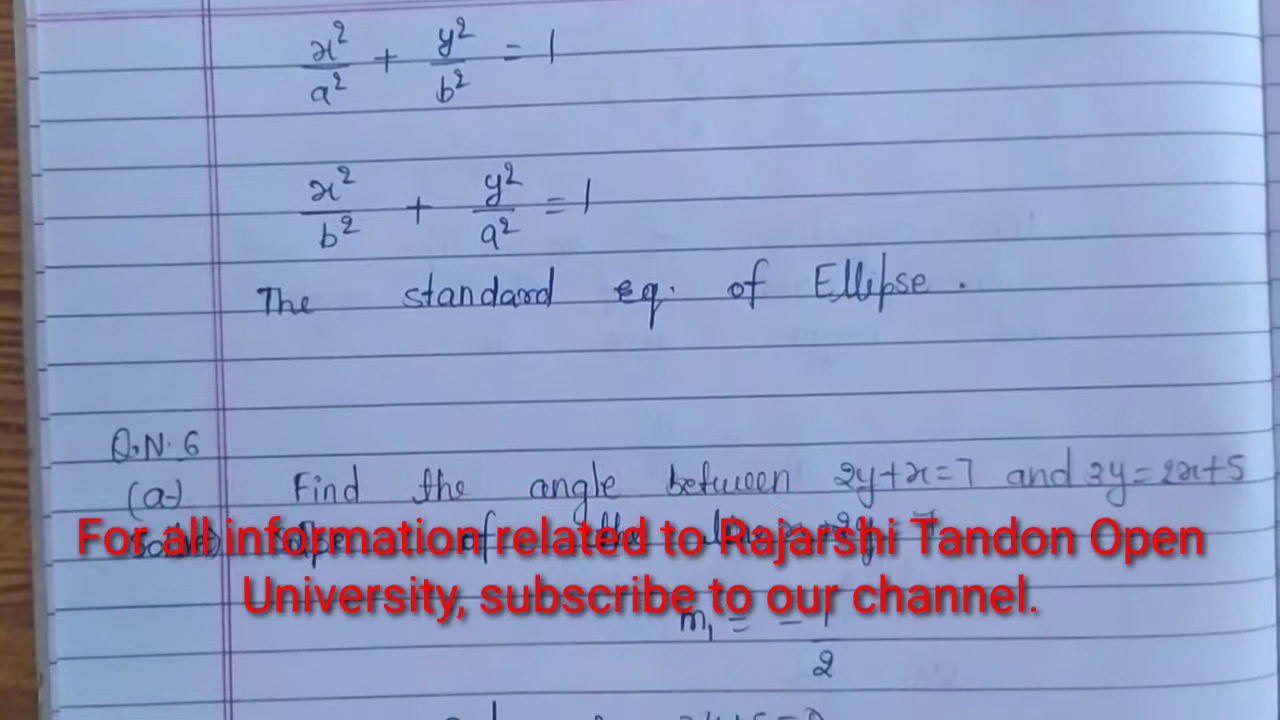 x²/a² + y²/b² = 1
x²/b² + y²/a² = 1
The standard eq. of Ellipse.
Q.N. 6
(a) Find the angle between 2y+x=7 and 3y=2x+5
of the
For all information related to Rajarshi Tandon Open
University, subscribe to our channel.
m₁ = -1/2